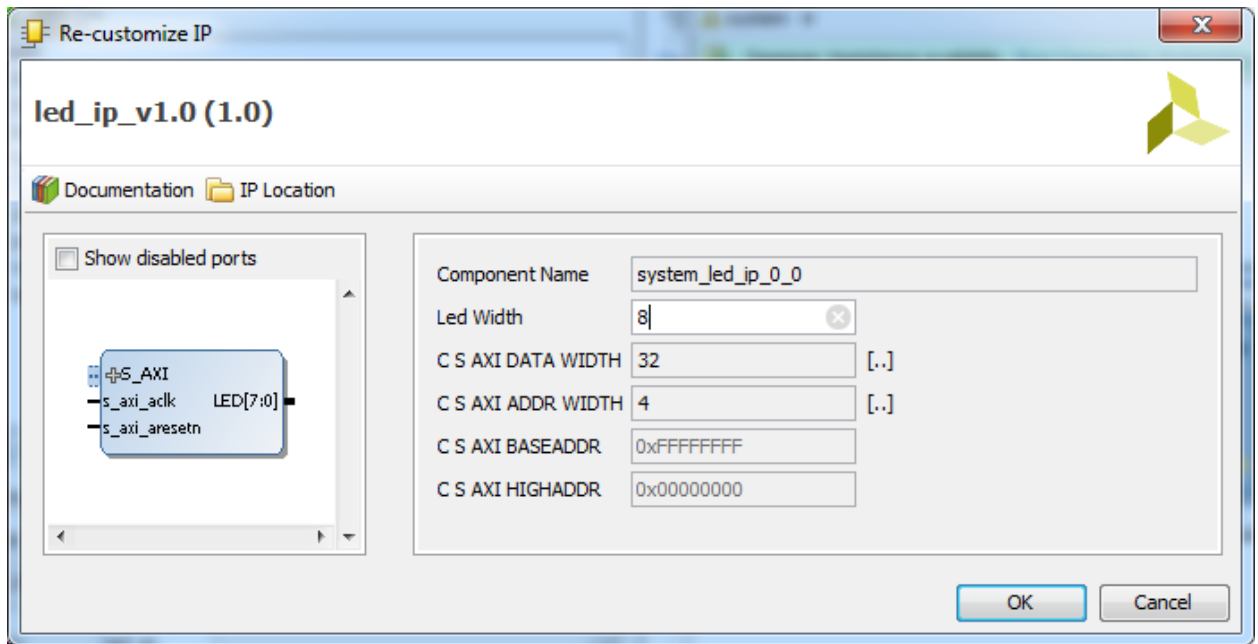 Re-customize IP
led_ip_v1.0 (1.0)
Documentation IP Location
Show disabled ports
S_AXI
s_axi_aclk LED[7:0]
s_axi_aresetn
Component Name system_led_ip_0_0
Led Width 8
C S AXI DATA WIDTH 32 [..]
C S AXI ADDR WIDTH 4 [..]
C S AXI BASEADDR 0xFFFFFFFF
C S AXI HIGHADDR 0x00000000
OK Cancel